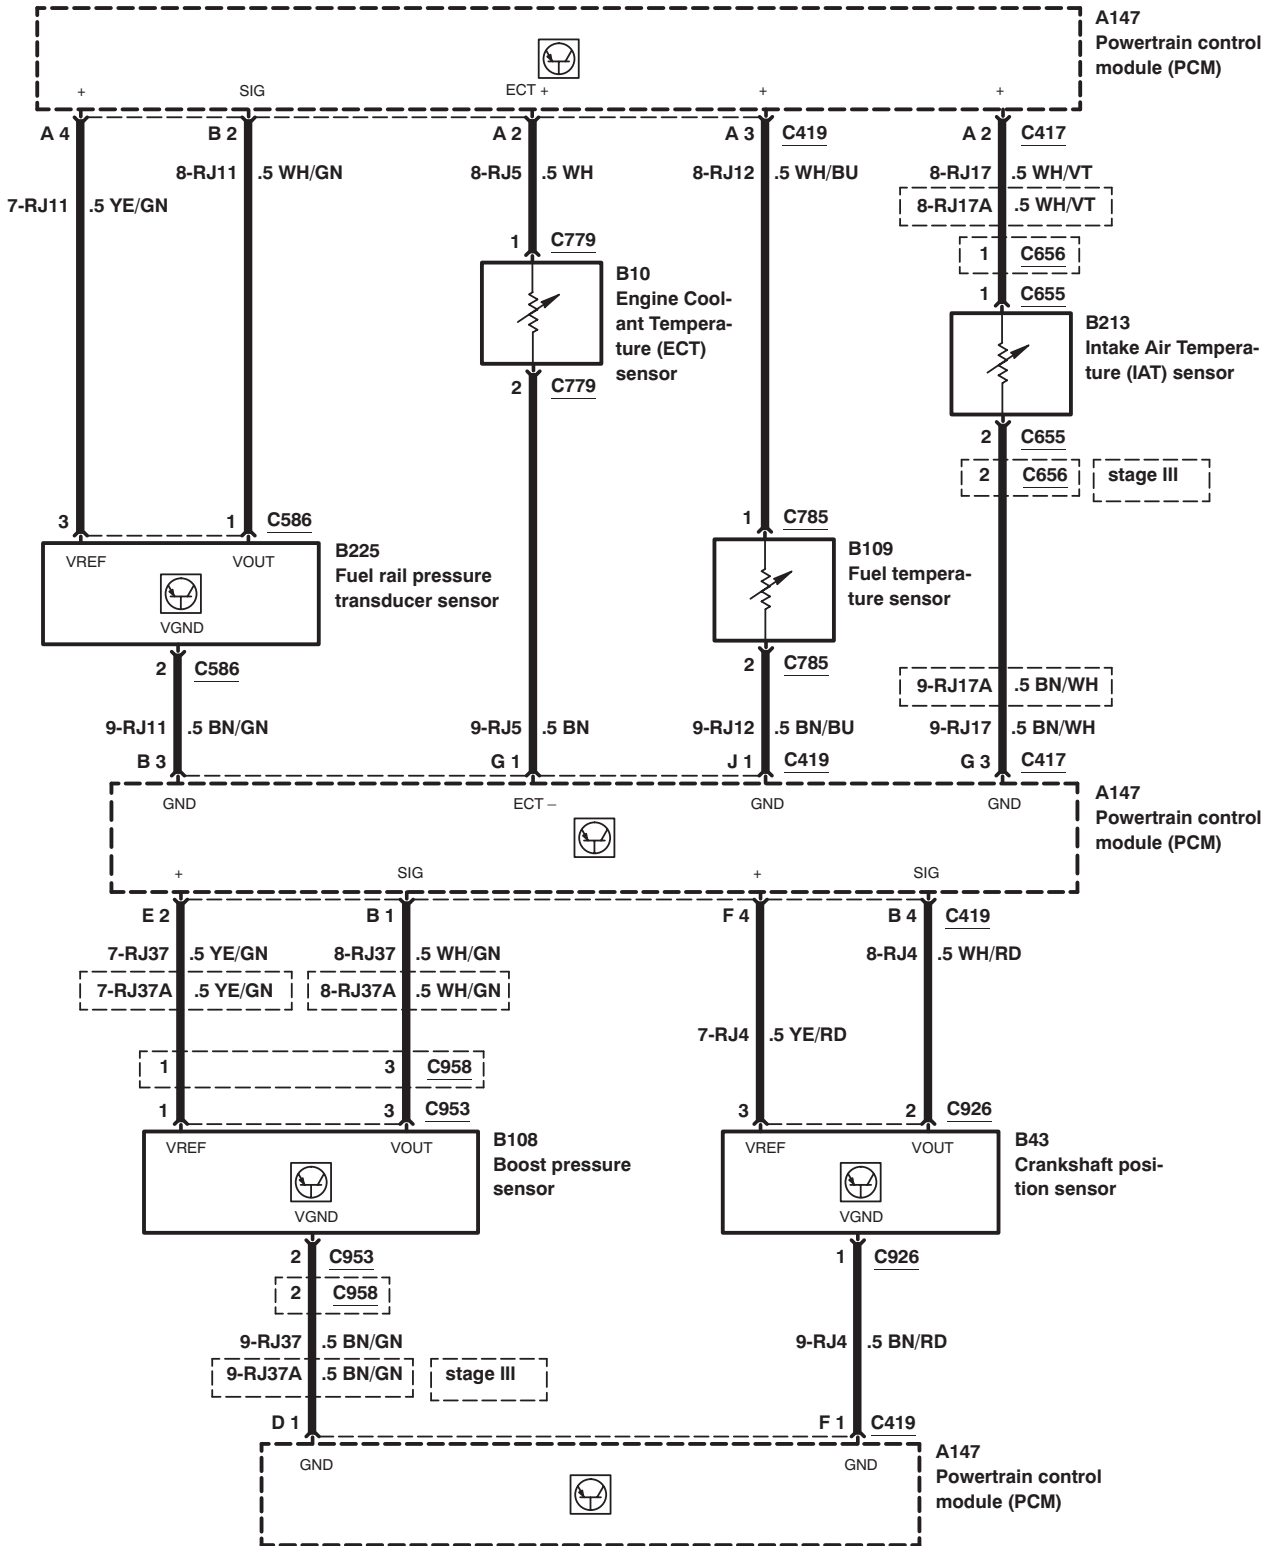 A147
Powertrain control
module (PCM)
+ SIG ECT + + +
A 4 B 2 A 2 A 3 C419 A 2 C417
8-RJ11 .5 WH/GN 8-RJ5 .5 WH 8-RJ12 .5 WH/BU 8-RJ17 .5 WH/VT
7-RJ11 .5 YE/GN 8-RJ17A .5 WH/VT
1 C779 1 C656
B10
Engine Cool-
ant Tempera-
ture (ECT)
sensor
1 C655
B213
Intake Air Tempera-
ture (IAT) sensor
2 C779
2 C655
2 C656 stage III
3 1 C586 1 C785
VREF VOUT
VGND
B225
Fuel rail pressure
transducer sensor
B109
Fuel tempera-
ture sensor
2 C586 2 C785
9-RJ17A .5 BN/WH
9-RJ11 .5 BN/GN 9-RJ5 .5 BN 9-RJ12 .5 BN/BU 9-RJ17 .5 BN/WH
B 3 G 1 J 1 C419 G 3 C417
GND ECT – GND GND
A147
Powertrain control
module (PCM)
+ SIG + SIG
E 2 B 1 F 4 B 4 C419
7-RJ37 .5 YE/GN 8-RJ37 .5 WH/GN 8-RJ4 .5 WH/RD
7-RJ37A .5 YE/GN 8-RJ37A .5 WH/GN
7-RJ4 .5 YE/RD
1 3 C958
1 3 C953 3 2 C926
VREF VOUT
VGND
B108
Boost pressure
sensor
VREF VOUT
VGND
B43
Crankshaft posi-
tion sensor
2 C953 1 C926
2 C958
9-RJ37 .5 BN/GN 9-RJ4 .5 BN/RD
9-RJ37A .5 BN/GN stage III
D 1 F 1 C419
GND GND
A147
Powertrain control
module (PCM)